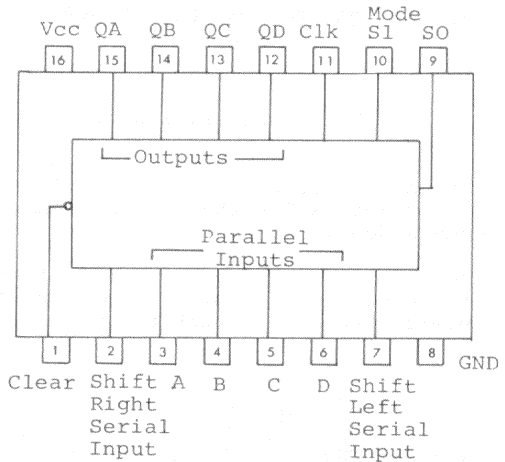 Mode
Vcc QA QB QC QD Clk S1 SO
16 15 14 13 12 11 10 9
Outputs
Parallel
Inputs
1 2 3 4 5 6 7 8
GND
Clear Shift A B C D Shift
Right Left
Serial Serial
Input Input